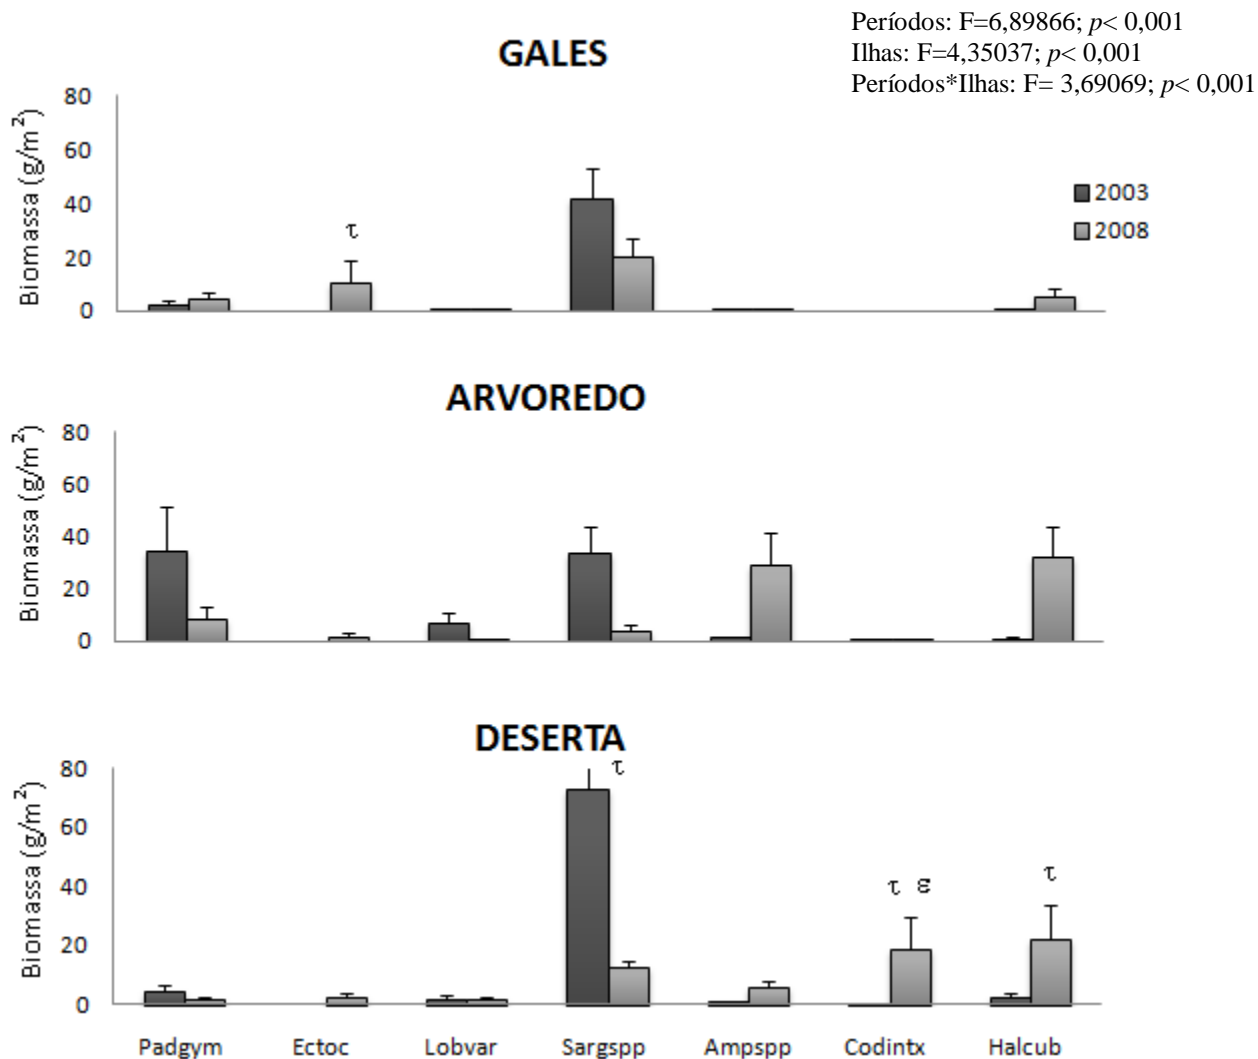 Períodos: F=6,89866; p< 0,001
Ilhas: F=4,35037; p< 0,001
Períodos*Ilhas: F= 3,69069; p< 0,001
GALES
Biomassa (g/m²)
80
60
40
20
0
τ
2003
2008
ARVOREDO
Biomassa (g/m²)
80
60
40
20
0
DESERTA
Biomassa (g/m²)
80
60
40
20
0
τ
τ ε
τ
Padgym Ectoc Lobvar Sargspp Ampspp Codintx Halcub